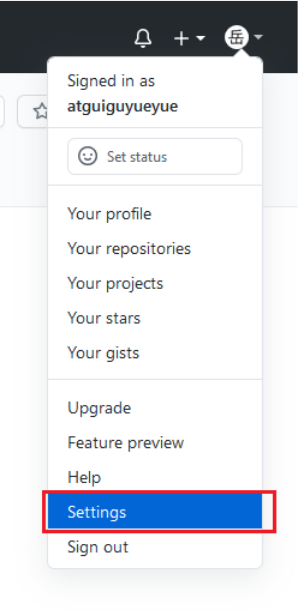 岳
Signed in as
atguiguyueyue
Set status
Your profile
Your repositories
Your projects
Your stars
Your gists
Upgrade
Feature preview
Help
Settings
Sign out